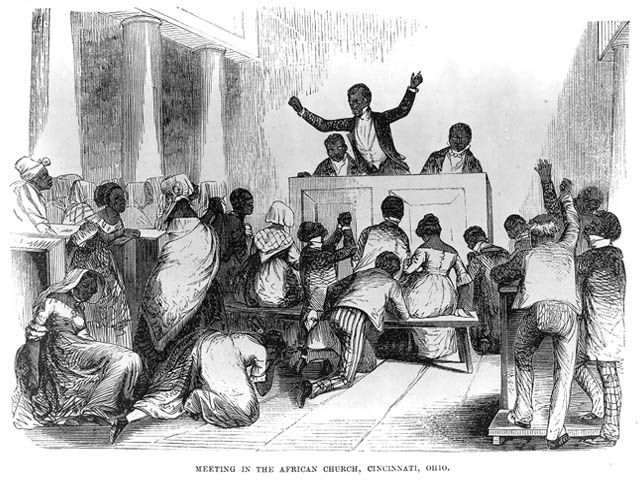 MEETING IN THE AFRICAN CHURCH, CINCINNATI, OHIO.